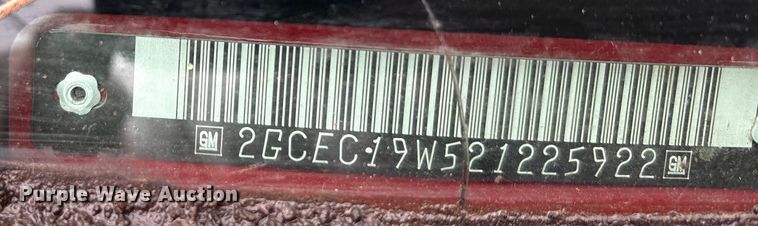 GM 2GCEC19W521225922 GM
Purple Wave Auction